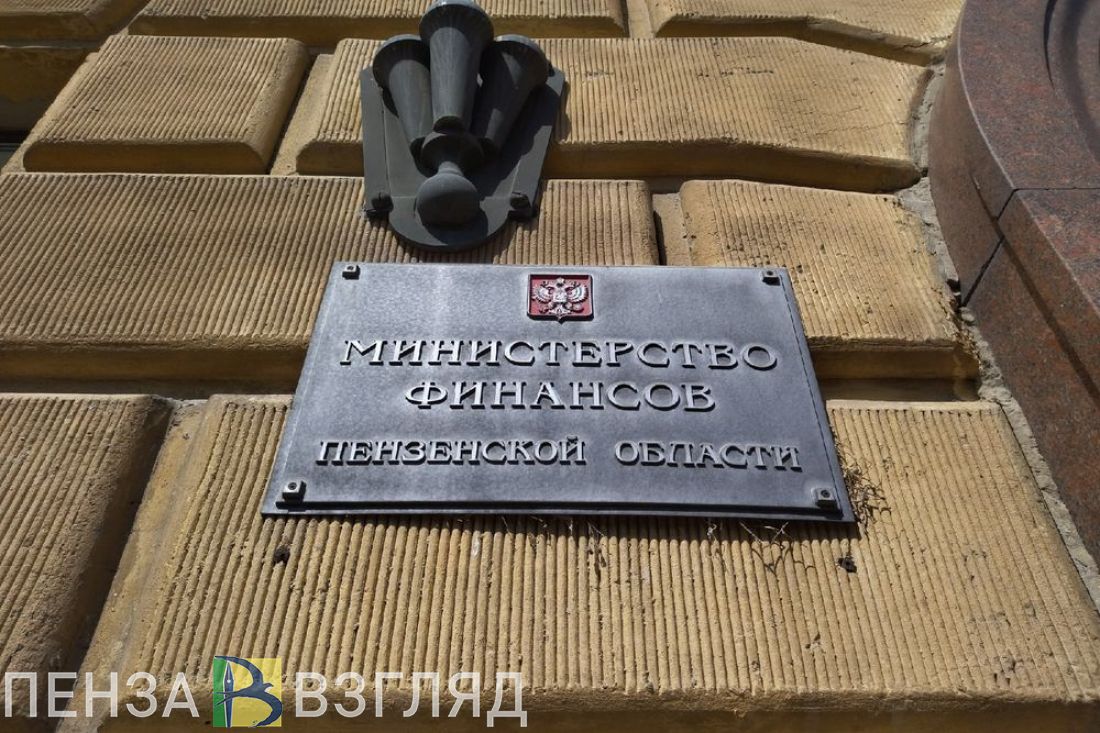 МИНИСТЕРСТВО
ФИНАНСОВ
ПЕНЗЕНСКОЙ ОБЛАСТИ
ПЕНЗА В ВЗГЛЯД